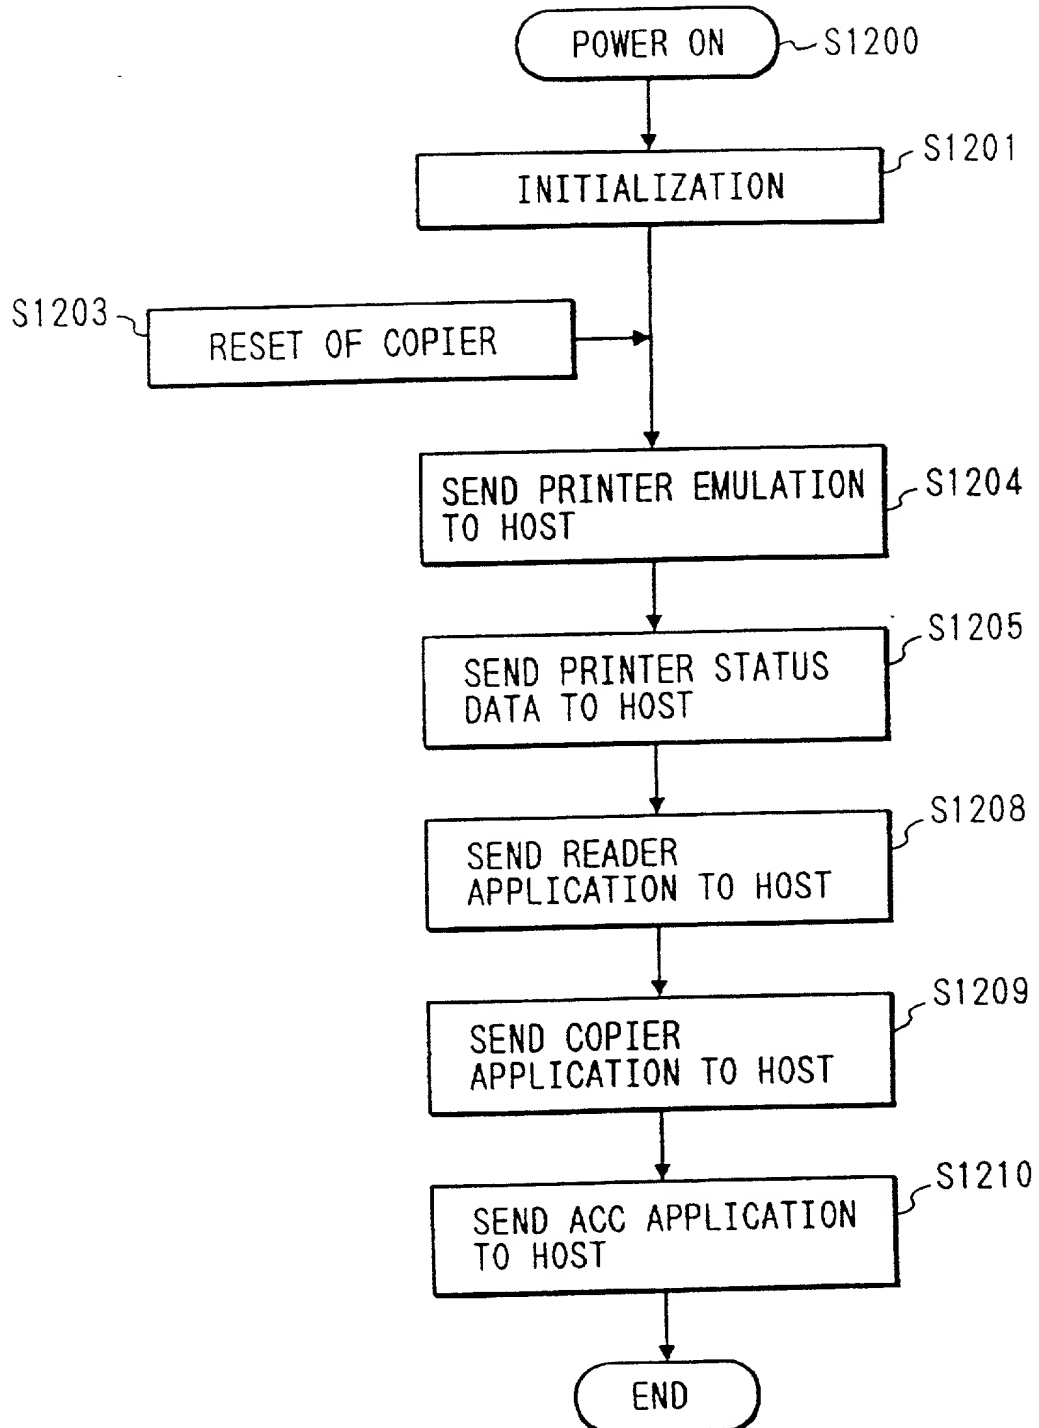 POWER ON
S1200
S1201
INITIALIZATION
S1203
RESET OF COPIER
SEND PRINTER EMULATION
TO HOST
S1204
S1205
SEND PRINTER STATUS
DATA TO HOST
S1208
SEND READER
APPLICATION TO HOST
S1209
SEND COPIER
APPLICATION TO HOST
S1210
SEND ACC APPLICATION
TO HOST
END